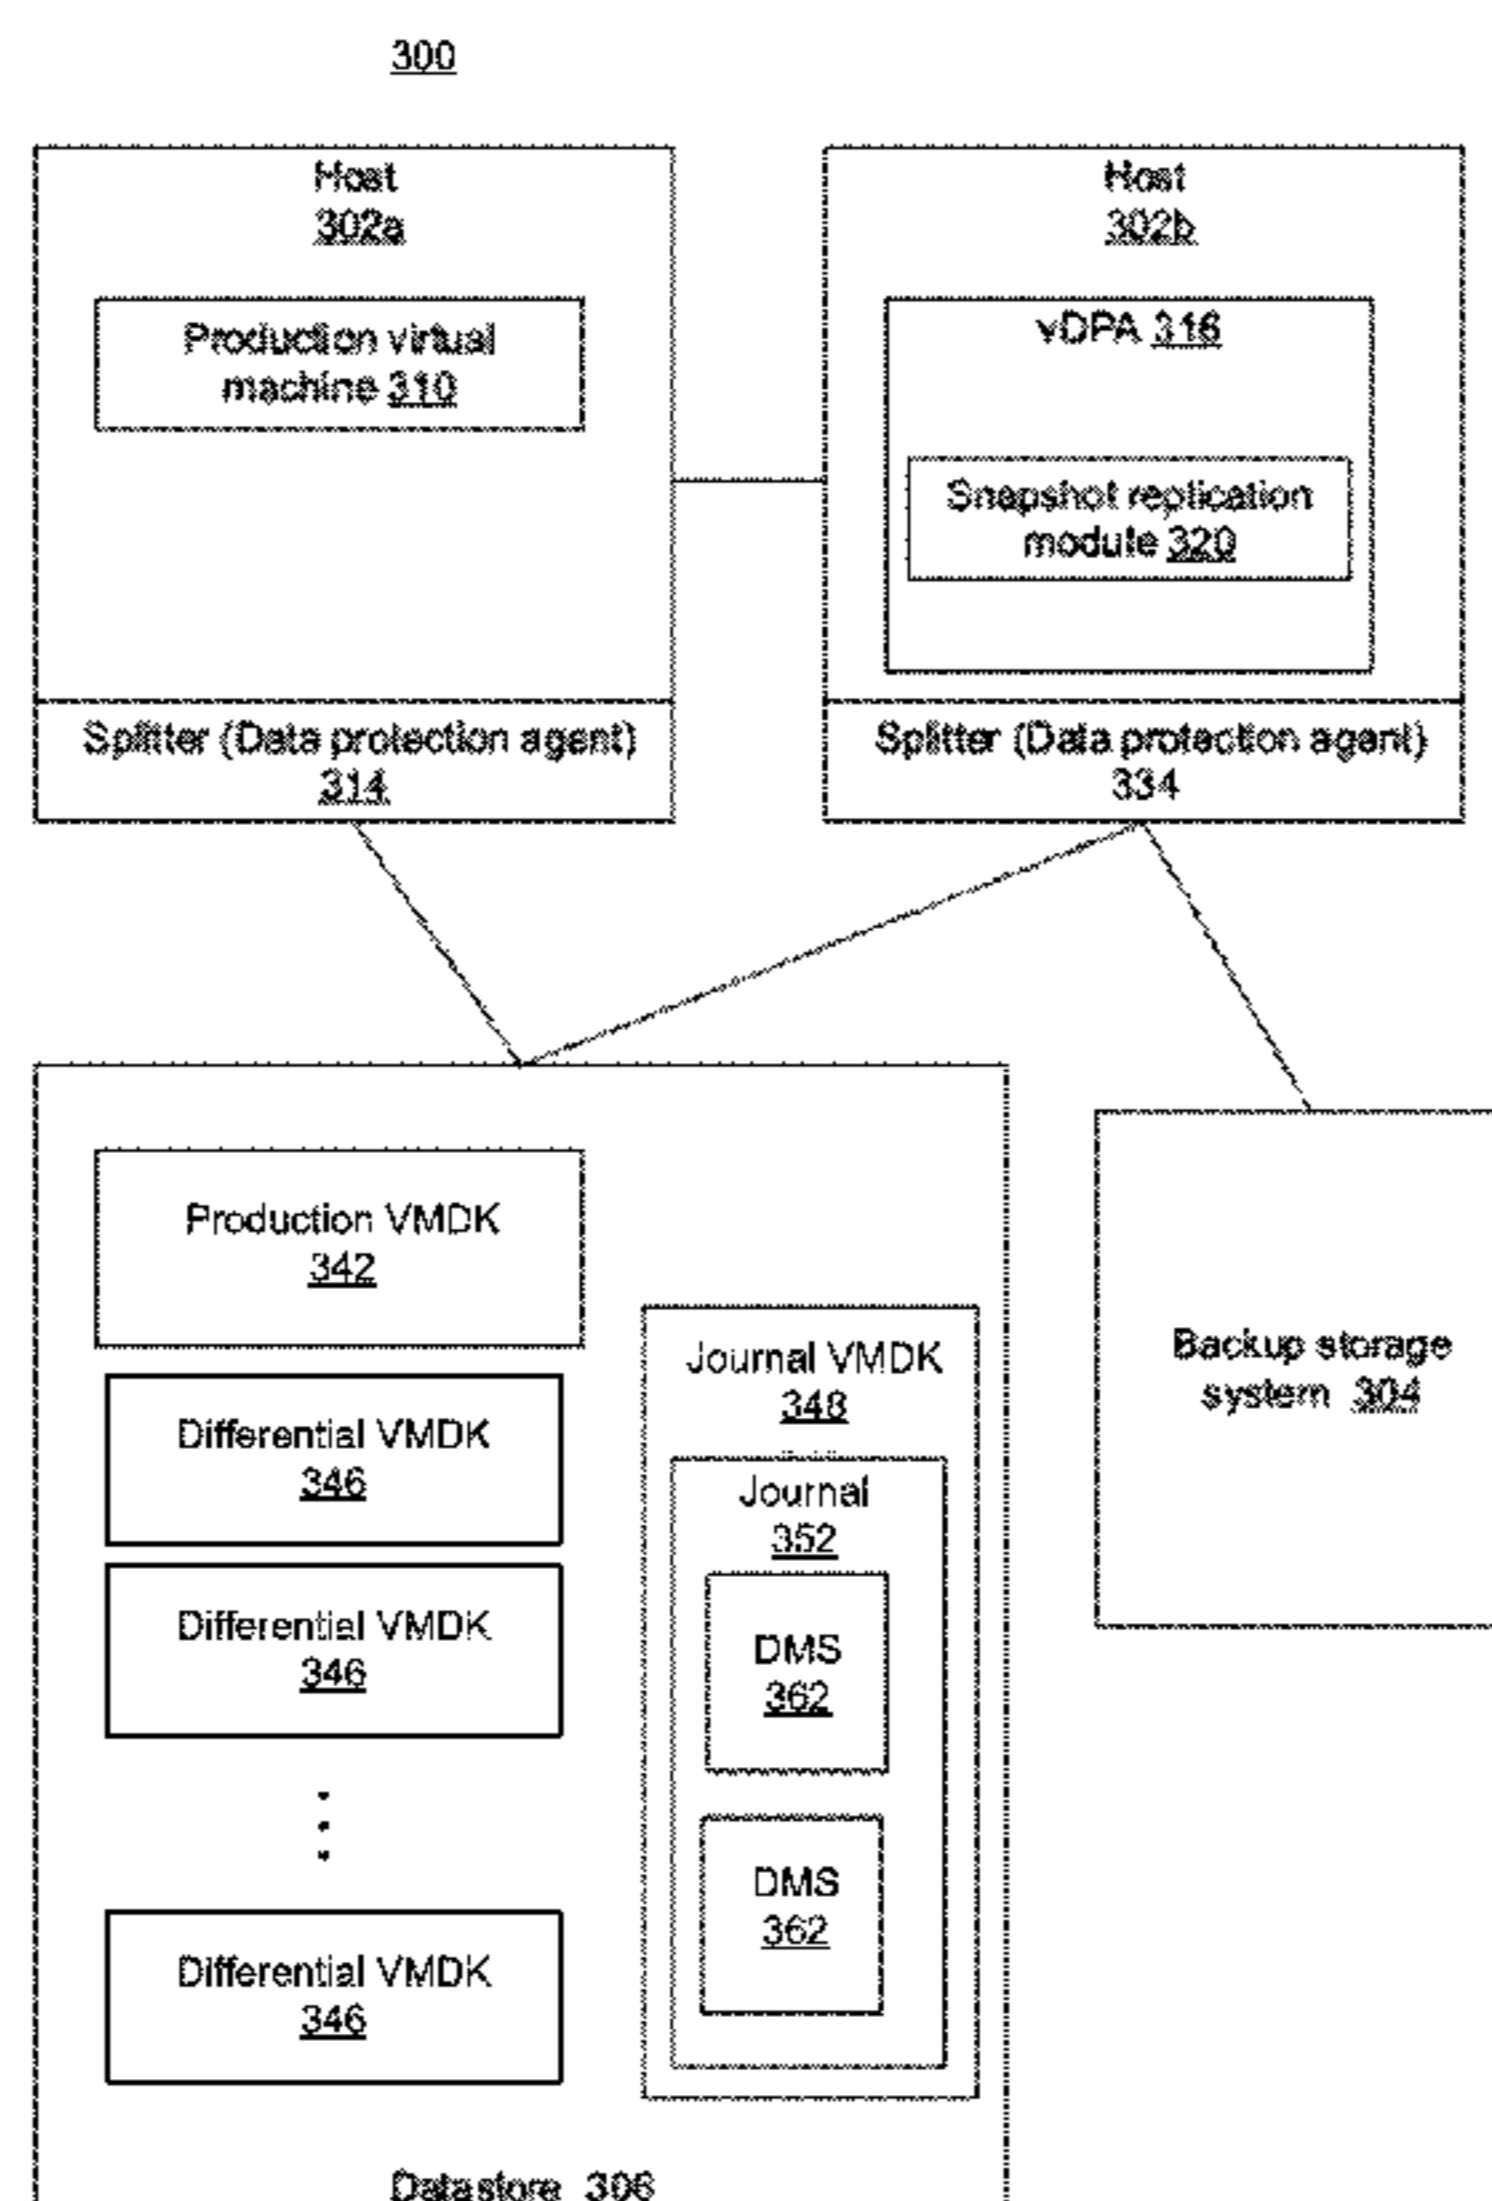 300
Host
302a
Production virtual
machine 310
Splitter (Data protection agent)
314
Host
302b
vDPA 316
Snapshot replication
module 320
Splitter (Data protection agent)
334
Production VMDK
342
Differential VMDK
346
Differential VMDK
346
Differential VMDK
346
Journal VMDK
348
Journal
352
DMS
362
DMS
362
Datastore 306
Backup storage
system 304